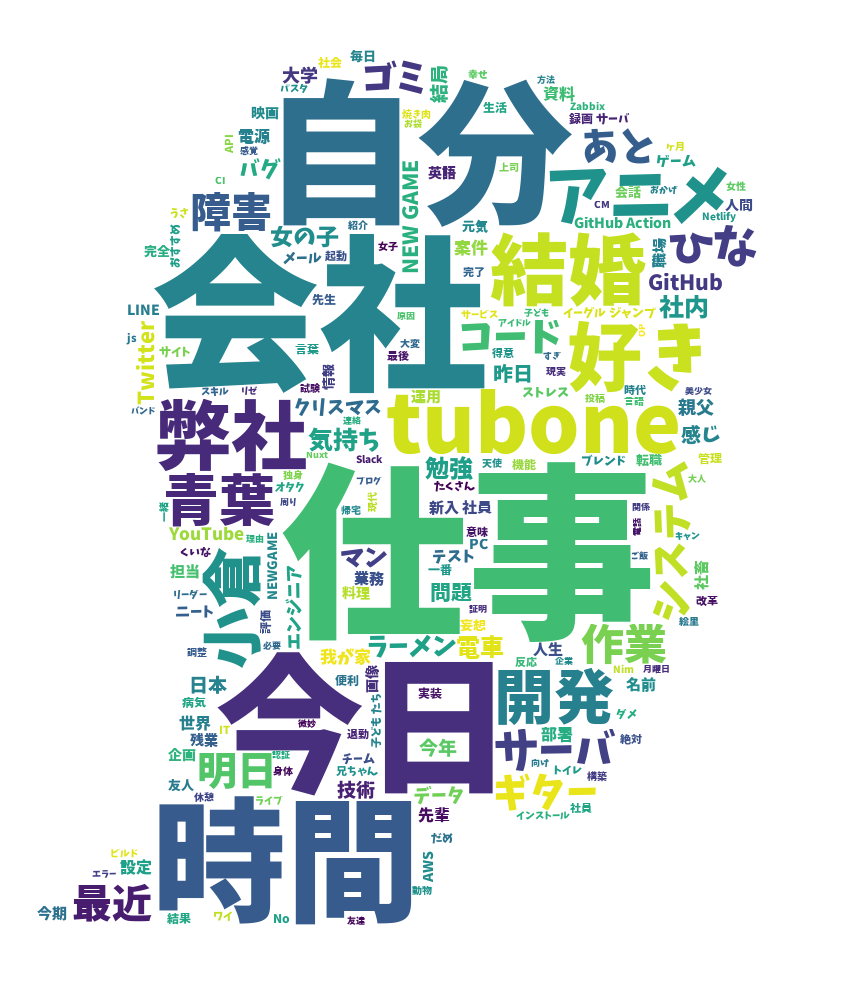 毎日
社会
大学
ゴミ
結局
幸せ
方法
パスタ
資料
映画
焼き肉
お袋
生活
Zabbix
録画 サーバ
API
電源
感覚
あと
ヶ月
ゲーム
自分
バグ
NEW GAME
英語
上司
アニメ
会話
おかげ
女性
CI
CM
人間
Netlify
うさ
障害
紹介
元気
GitHub Action
おすすめ
完全
女の子
女子
案件
職場
ひな
メール
起動
会社
結婚
完了
GitHub
LINE
先生
原因
サービス
子ども
イーグル ジャンプ
社内
アイドル
js
Twitter
サイト
言葉
大変
最後
コード
得意
すぎ
好き
情報
昨日
現実
スキル
リゼ
試験
運用
ストレス
時代
美少女
バンド
クリスマス
tubone
投稿
言語
親父
弊社
連絡
気持ち
感じ
Nuxt
Slack
勉強
天使
機能
ブレンド
転職
管理
独身
オタク
ブログ
たくさん
システム
大人
青葉
周り
一緒
帰宅
現代
新入 社員
仕事
関係
YouTube
理由
NEWGAME
意味
PC
電話
キャン
くいな
マン
テスト
ご飯
担当
小倉
エンジニア
業務
一番
社畜
リーダー
料理
問題
改革
ニート
評価
証明
絵里
妄想
作業
調整
必要
ラーメン
電車
人生
我が家
反応
企業
Nim
月曜日
日本
今日
便利
画像
開発
名前
病気
実装
子どもたち
世界
微妙
ダメ
IT
残業
退勤
サーバ
部署
絶対
企画
認証
今年
チーム
明日
身体
兄ちゃん
向け
トイレ
構築
友人
技術
ギター
休憩
ライブ
データ
時間
先輩
社員
インストール
だめ
ビルド
設定
エラー
AWS
動物
今期
最近
結果
ワイ
No
友達